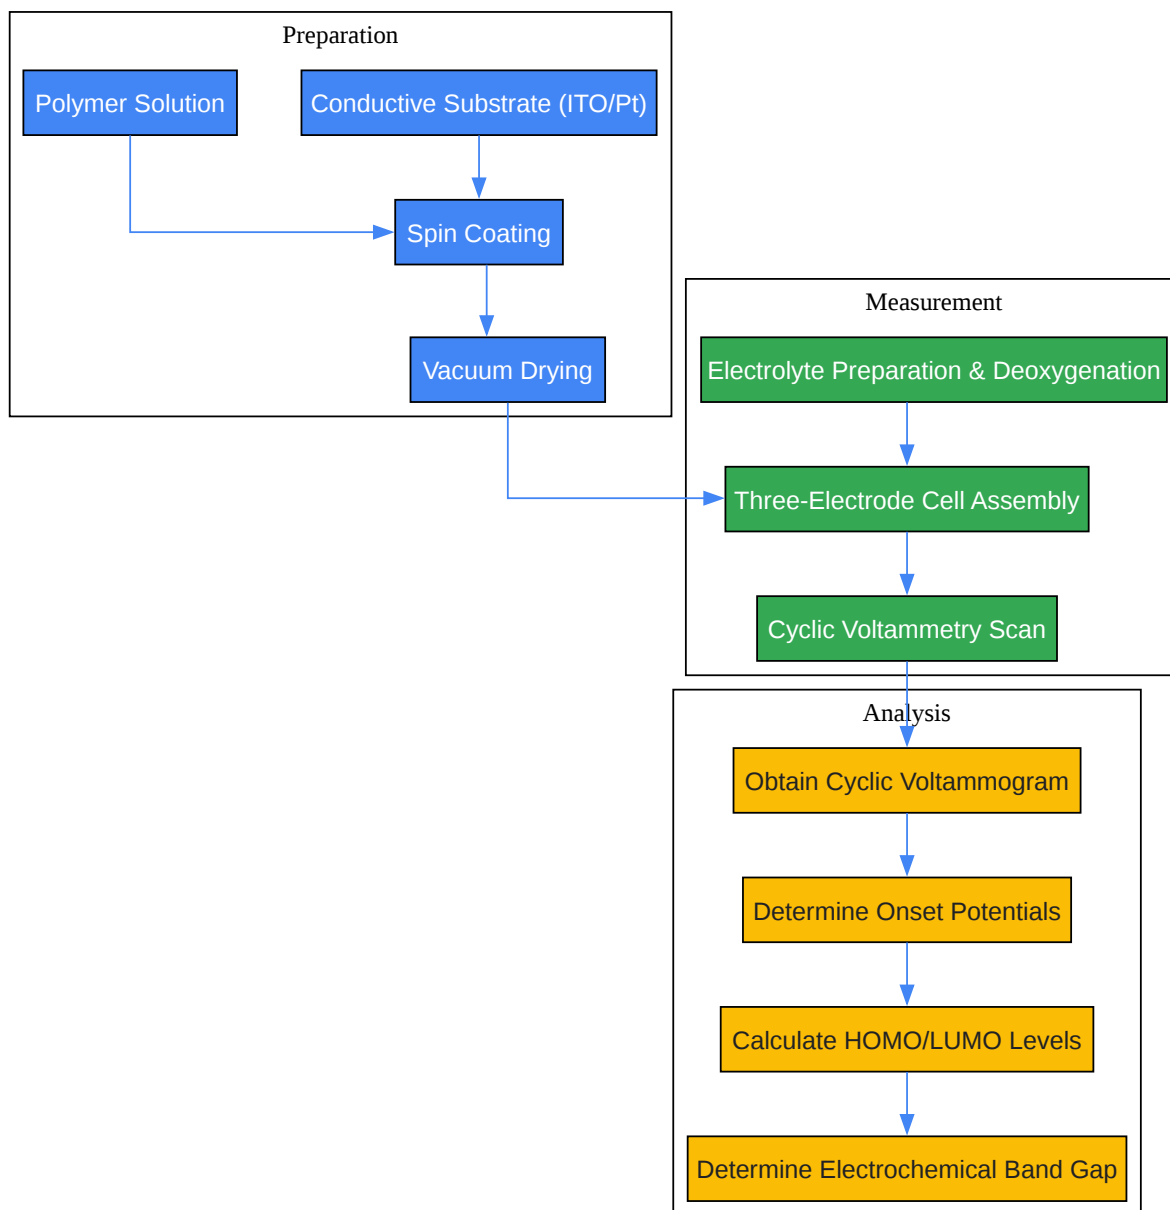 Preparation
Polymer Solution
Conductive Substrate (ITO/Pt)
Spin Coating
Vacuum Drying
Measurement
Electrolyte Preparation & Deoxygenation
Three-Electrode Cell Assembly
Cyclic Voltammetry Scan
Analysis
Obtain Cyclic Voltammogram
Determine Onset Potentials
Calculate HOMO/LUMO Levels
Determine Electrochemical Band Gap